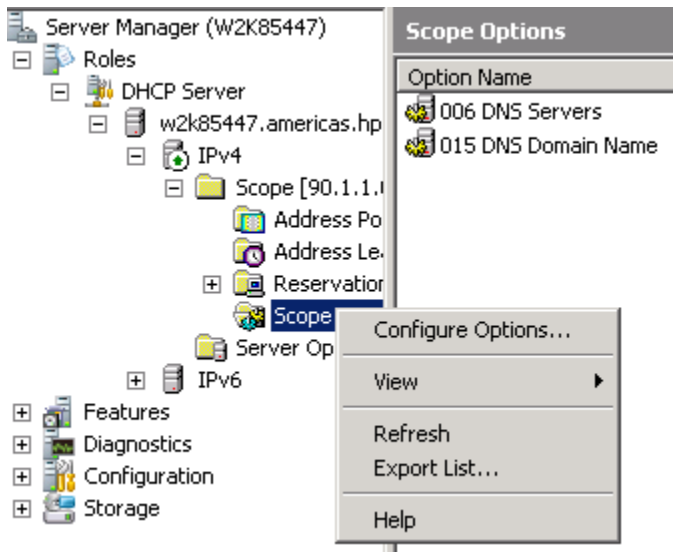 Server Manager (W2K85447)
Roles
DHCP Server
w2k85447.americas.hp
IPv4
Scope [90.1.1.
Address Po
Address Le
Reservation
Scope
Server Op
IPv6
Features
Diagnostics
Configuration
Storage
Scope Options
Option Name
006 DNS Servers
015 DNS Domain Name
Configure Options...
View
Refresh
Export List...
Help